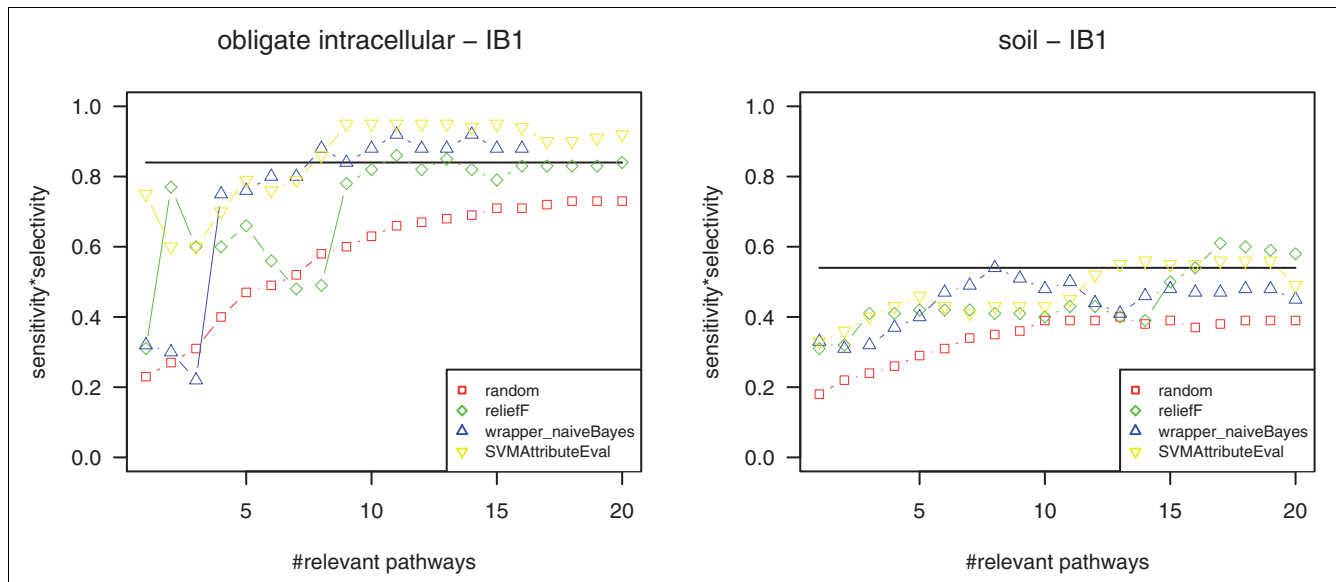 obligate intracellular – IB1
sensitivity*selectivity
1.0
0.8
0.6
0.4
0.2
0.0
random
reliefF
wrapper_naiveBayes
SVMAttributeEval
5 10 15 20
#relevant pathways
soil – IB1
sensitivity*selectivity
1.0
0.8
0.6
0.4
0.2
0.0
random
reliefF
wrapper_naiveBayes
SVMAttributeEval
5 10 15 20
#relevant pathways